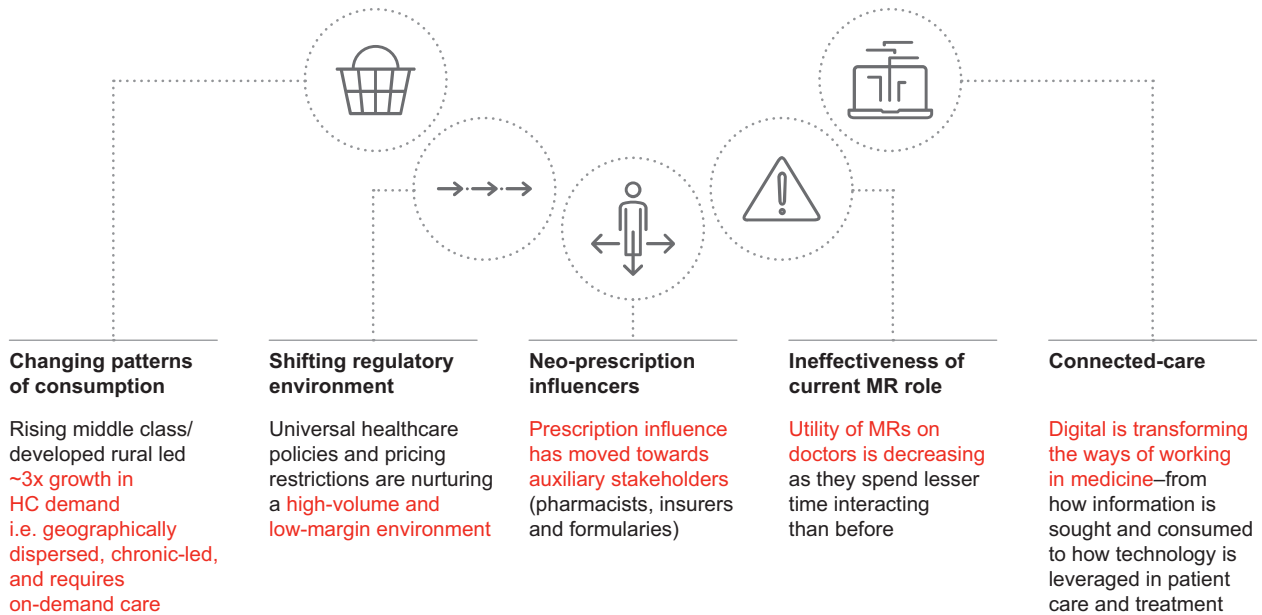 Changing patterns
of consumption
Rising middle class/
developed rural led
~3x growth in
HC demand
i.e. geographically
dispersed, chronic-led,
and requires
on-demand care
Shifting regulatory
environment
Universal healthcare
policies and pricing
restrictions are nurturing
a high-volume and
low-margin environment
Neo-prescription
influencers
Prescription influence
has moved towards
auxiliary stakeholders
(pharmacists, insurers
and formularies)
Ineffectiveness of
current MR role
Utility of MRs on
doctors is decreasing
as they spend lesser
time interacting
than before
Connected-care
Digital is transforming
the ways of working
in medicine–from
how information is
sought and consumed
to how technology is
leveraged in patient
care and treatment